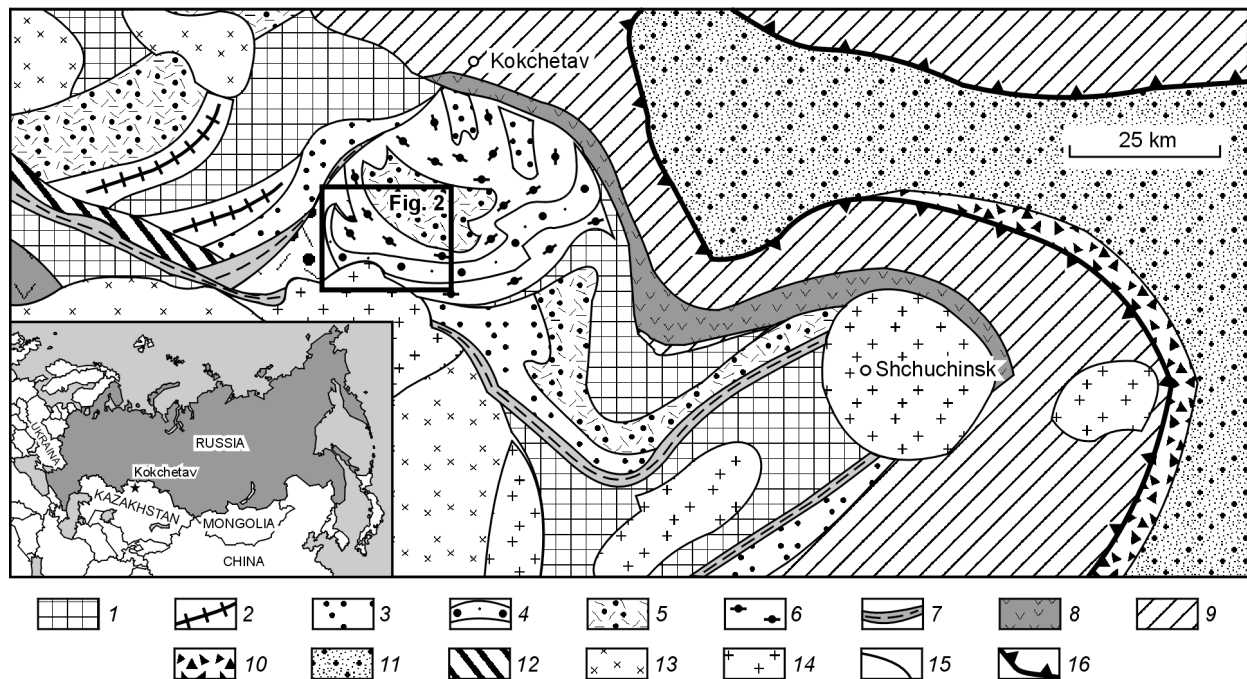 Kokchetav
25 km
Fig. 2
Shchuchinsk
RUSSIA
UKRAINA
Kokchetav
KAZAKHSTAN
MONGOLIA
CHINA
1 2 3 4 5 6 7 8 9
10 11 12 13 14 15 16